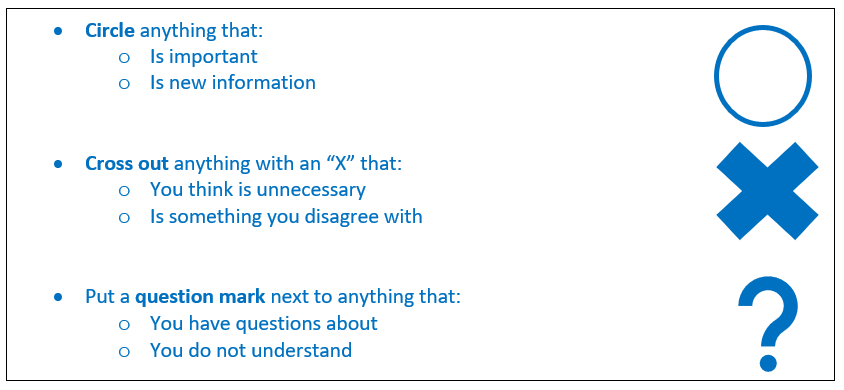 • Circle anything that:
o Is important
o Is new information
• Cross out anything with an “X” that:
o You think is unnecessary
o Is something you disagree with
• Put a question mark next to anything that:
o You have questions about
o You do not understand
?